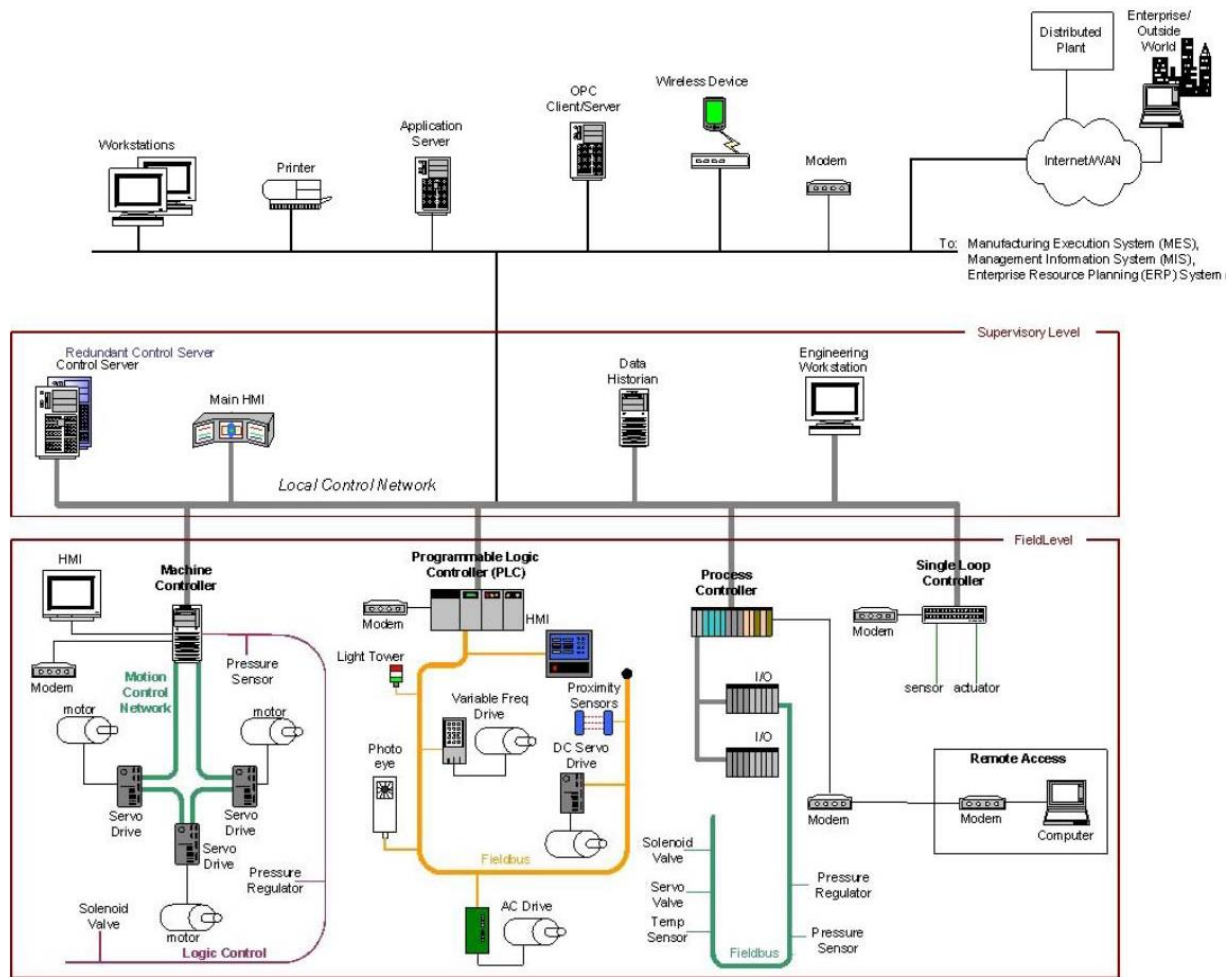 Distributed
Plant
Enterprise/
Outside
World
Internet/WAN
Workstations
Printer
Application
Server
OPC
Client/Server
Wireless Device
Modem
To: Manufacturing Execution System (MES),
Management Information System (MIS),
Enterprise Resource Planning (ERP) System
Supervisory Level
Redundant Control Server
Control Server
Main HMI
Data
Historian
Engineering
Workstation
Local Control Network
FieldLevel
HMI
Machine
Controller
Modem
Pressure
Sensor
Motion
Control
Network
motor
motor
Servo
Drive
Servo
Drive
Servo
Drive
motor
Pressure
Regulator
Solenoid
Valve
Logic Control
Programmable Logic
Controller (PLC)
Modem
HMI
Light Tower
Proximity
Sensors
Variable Freq
Drive
Photo
eye
DC Servo
Drive
Fieldbus
AC Drive
Process
Controller
I/O
I/O
Modem
Solenoid
Valve
Servo
Valve
Temp
Sensor
Pressure
Regulator
Pressure
Sensor
Fieldbus
Single Loop
Controller
Modem
sensor
actuator
Remote Access
Modem
Computer